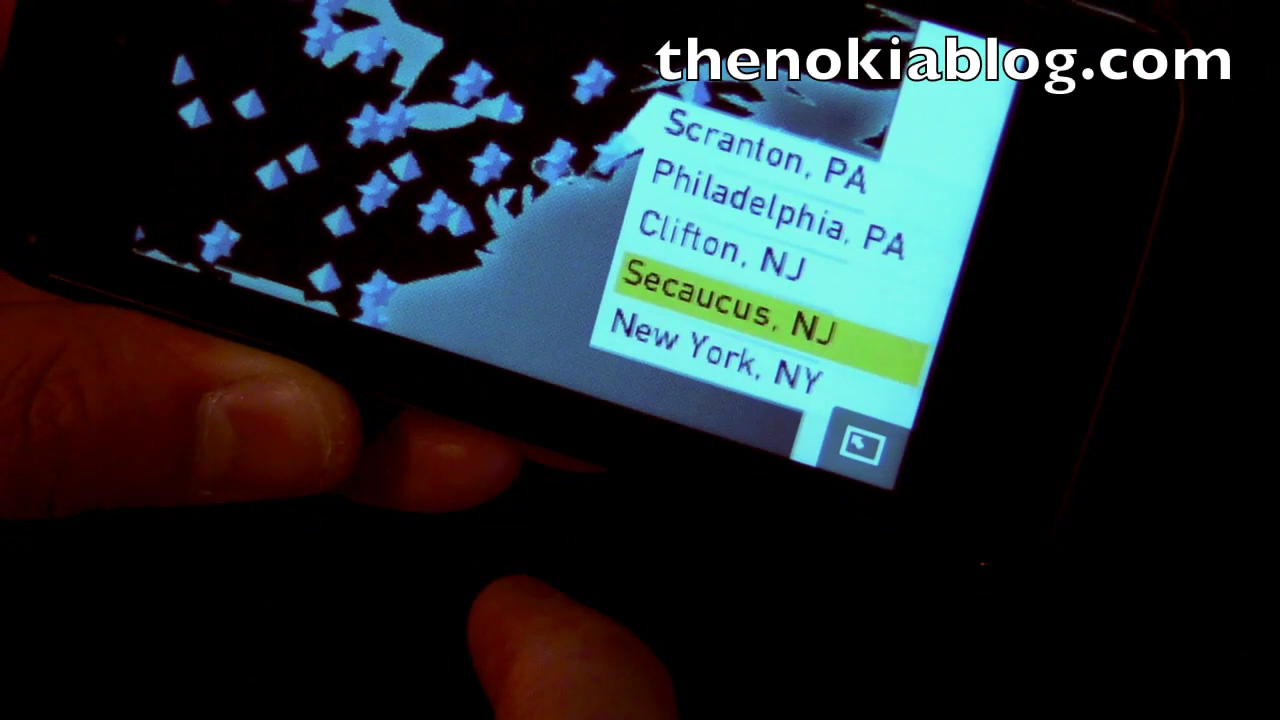 thenokiablog.com
Scranton, PA
Philadelphia, PA
Clifton, NJ
Secaucus, NJ
New York, NY